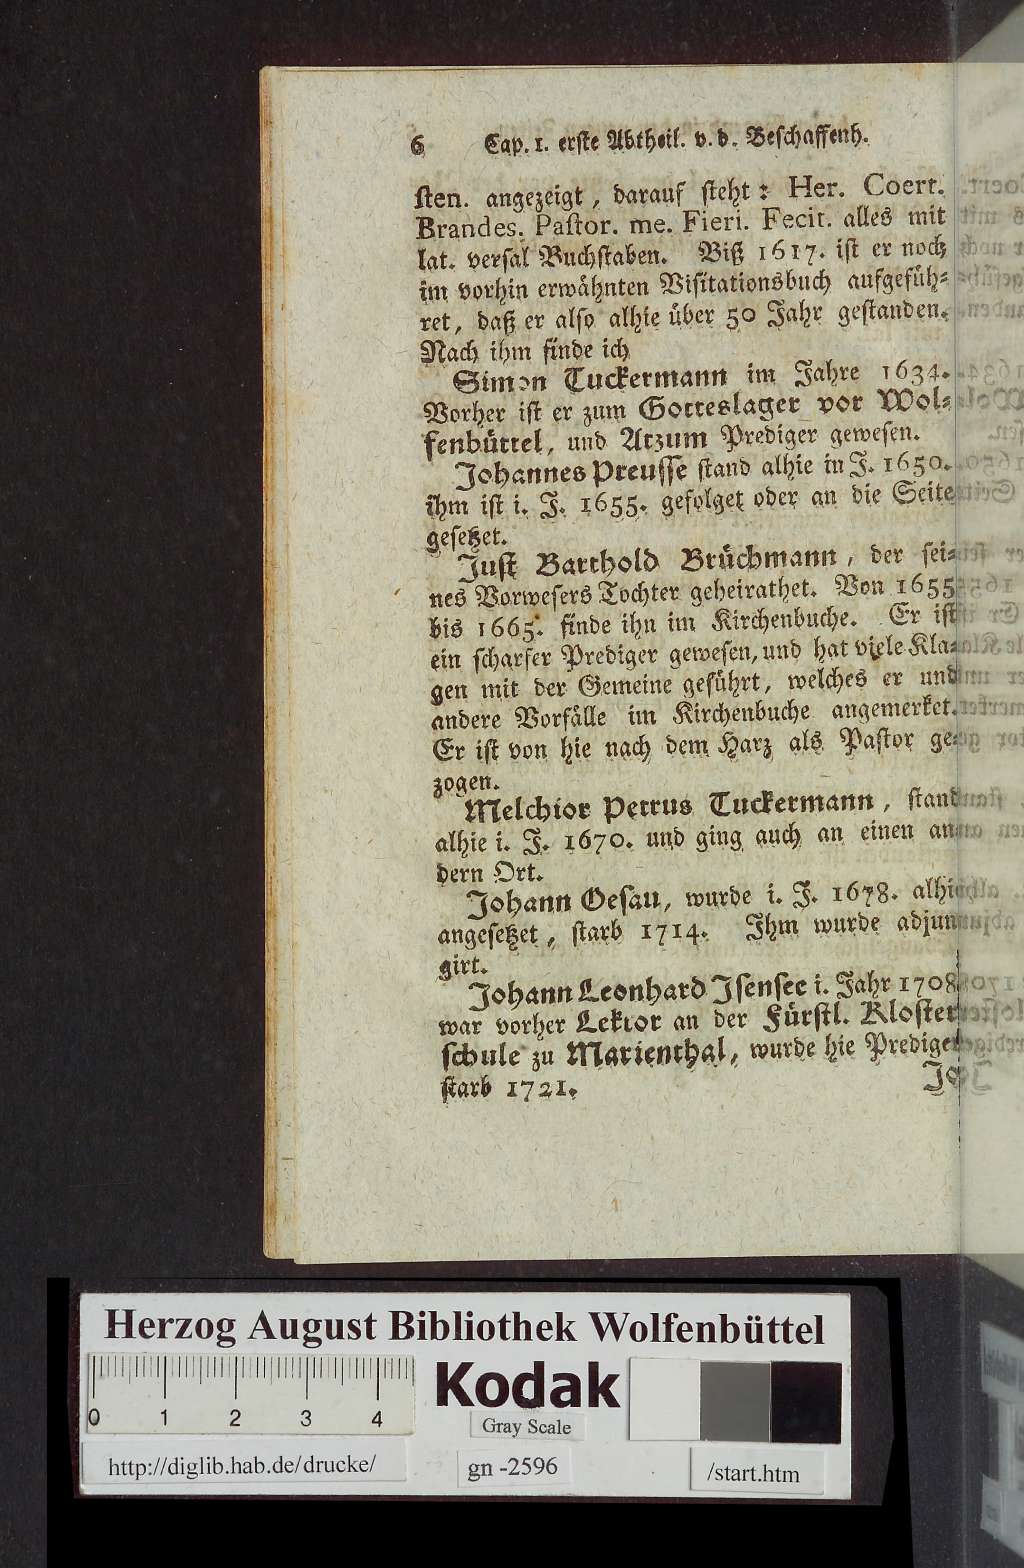 6 Cap. 1. erste Abtheil. v. d. Beschaffenh.
sten. angezeigt, darauf steht: Her. Coert.
Brandes. Pastor. me. Fieri. Fecit. alles mit
lat. versal Buchstaben. Biß 1617. ist er noch
im vorhin erwähnten Visitationsbuch aufgefüh-
ret, daß er also alhie über 50 Jahr gestanden.
Nach ihm finde ich
Simon Tuckermann im Jahre 1634.
Vorher ist er zum Gotteslager vor Wol-
fenbüttel, und Atzum Prediger gewesen.
Johannes Preusse stand alhie in J. 1650.
ihm ist i. J. 1655. gefolget oder an die Seite
gesetzet.
Just Barthold Brüchmann, der sei-
nes Vorwesers Tochter geheirathet. Von 1655
bis 1665. finde ihn im Kirchenbuche. Er ist
ein scharfer Prediger gewesen, und hat viele Kla-
gen mit der Gemeine geführt, welches er und
andere Vorfälle im Kirchenbuche angemerket.
Er ist von hie nach dem Harz als Pastor ge-
zogen.
Melchior Petrus Tuckermann, stand
alhie i. J. 1670. und ging auch an einen an
dern Ort.
Johann Oesau, wurde i. J. 1678. alhie
angesetzet, starb 1714. Ihm wurde adjun
girt.
Johann Leonhard Isensee i. Jahr 1708
war vorher Lektor an der Fürstl. Kloster
schule zu Marienthal, wurde hie Prediger
starb 1721.
Jo
Herzog August Bibliothek Wolfenbüttel
0 1 2 3 4
Kodak
Gray Scale
http://diglib.hab.de/drucke/
gn -2596
/start.htm